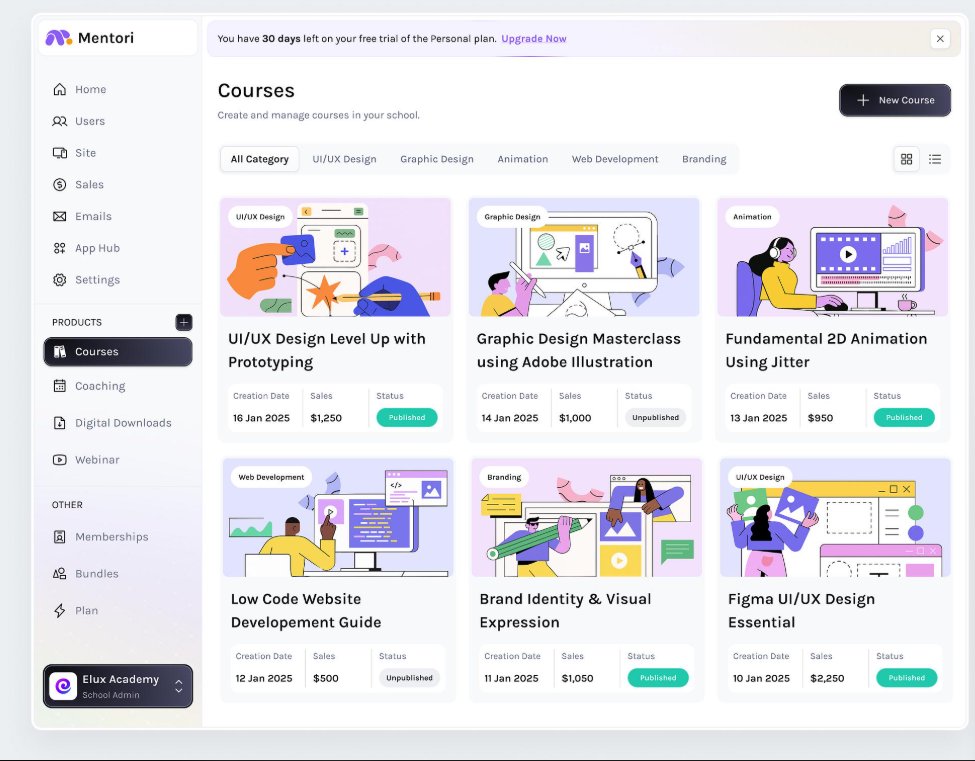 Mentori
You have 30 days left on your free trial of the Personal plan. Upgrade Now
Home
Users
Site
Sales
Emails
App Hub
Settings
PRODUCTS
Courses
Coaching
Digital Downloads
Webinar
OTHER
Memberships
Bundles
Plan
Elux Academy
School Admin
Courses
Create and manage courses in your school.
New Course
All Category UI/UX Design Graphic Design Animation Web Development Branding
UI/UX Design
UI/UX Design Level Up with
Prototyping
Creation Date Sales Status
16 Jan 2025 $1,250 Published
Graphic Design
Graphic Design Masterclass
using Adobe Illustration
Creation Date Sales Status
14 Jan 2025 $1,000 Unpublished
Animation
Fundamental 2D Animation
Using Jitter
Creation Date Sales Status
13 Jan 2025 $950 Published
Web Development
</>
Low Code Website
Developement Guide
Creation Date Sales Status
12 Jan 2025 $500 Unpublished
Branding
Brand Identity & Visual
Expression
Creation Date Sales Status
11 Jan 2025 $1,050 Published
UI/UX Design
Figma UI/UX Design
Essential
Creation Date Sales Status
10 Jan 2025 $2,250 Published